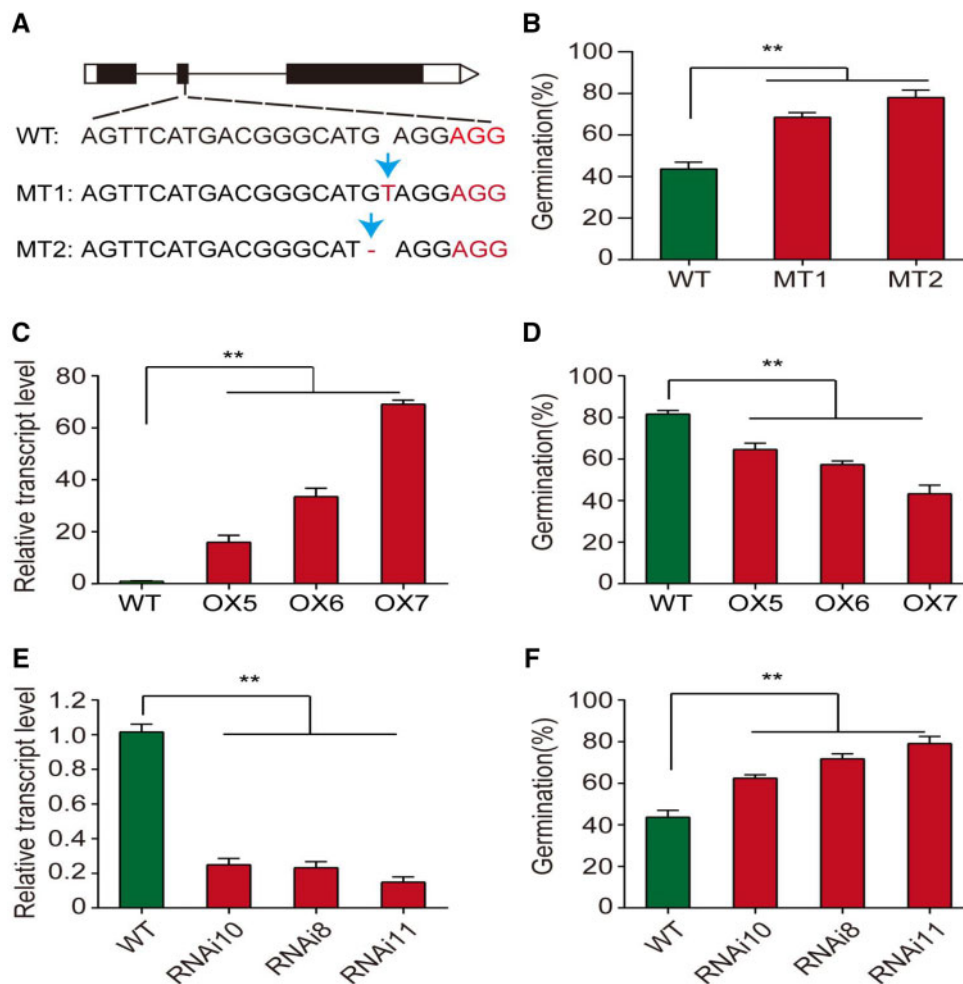 A
WT: AGTTCATGACGGGCATG AGGAGG
MT1: AGTTCATGACGGGCATGTAGGAGG
MT2: AGTTCATGACGGGCAT - AGGAGG
B
Germination(%)
100
80
60
40
20
0
**
WT MT1 MT2
C
Relative transcript level
80
60
40
20
0
**
WT OX5 OX6 OX7
D
Germination(%)
100
80
60
40
20
0
**
WT OX5 OX6 OX7
E
Relative transcript level
1.2
1.0
0.8
0.6
0.4
0.2
0
**
WT RNAi10 RNAi8 RNAi11
F
Germination(%)
100
80
60
40
20
0
**
WT RNAi10 RNAi8 RNAi11